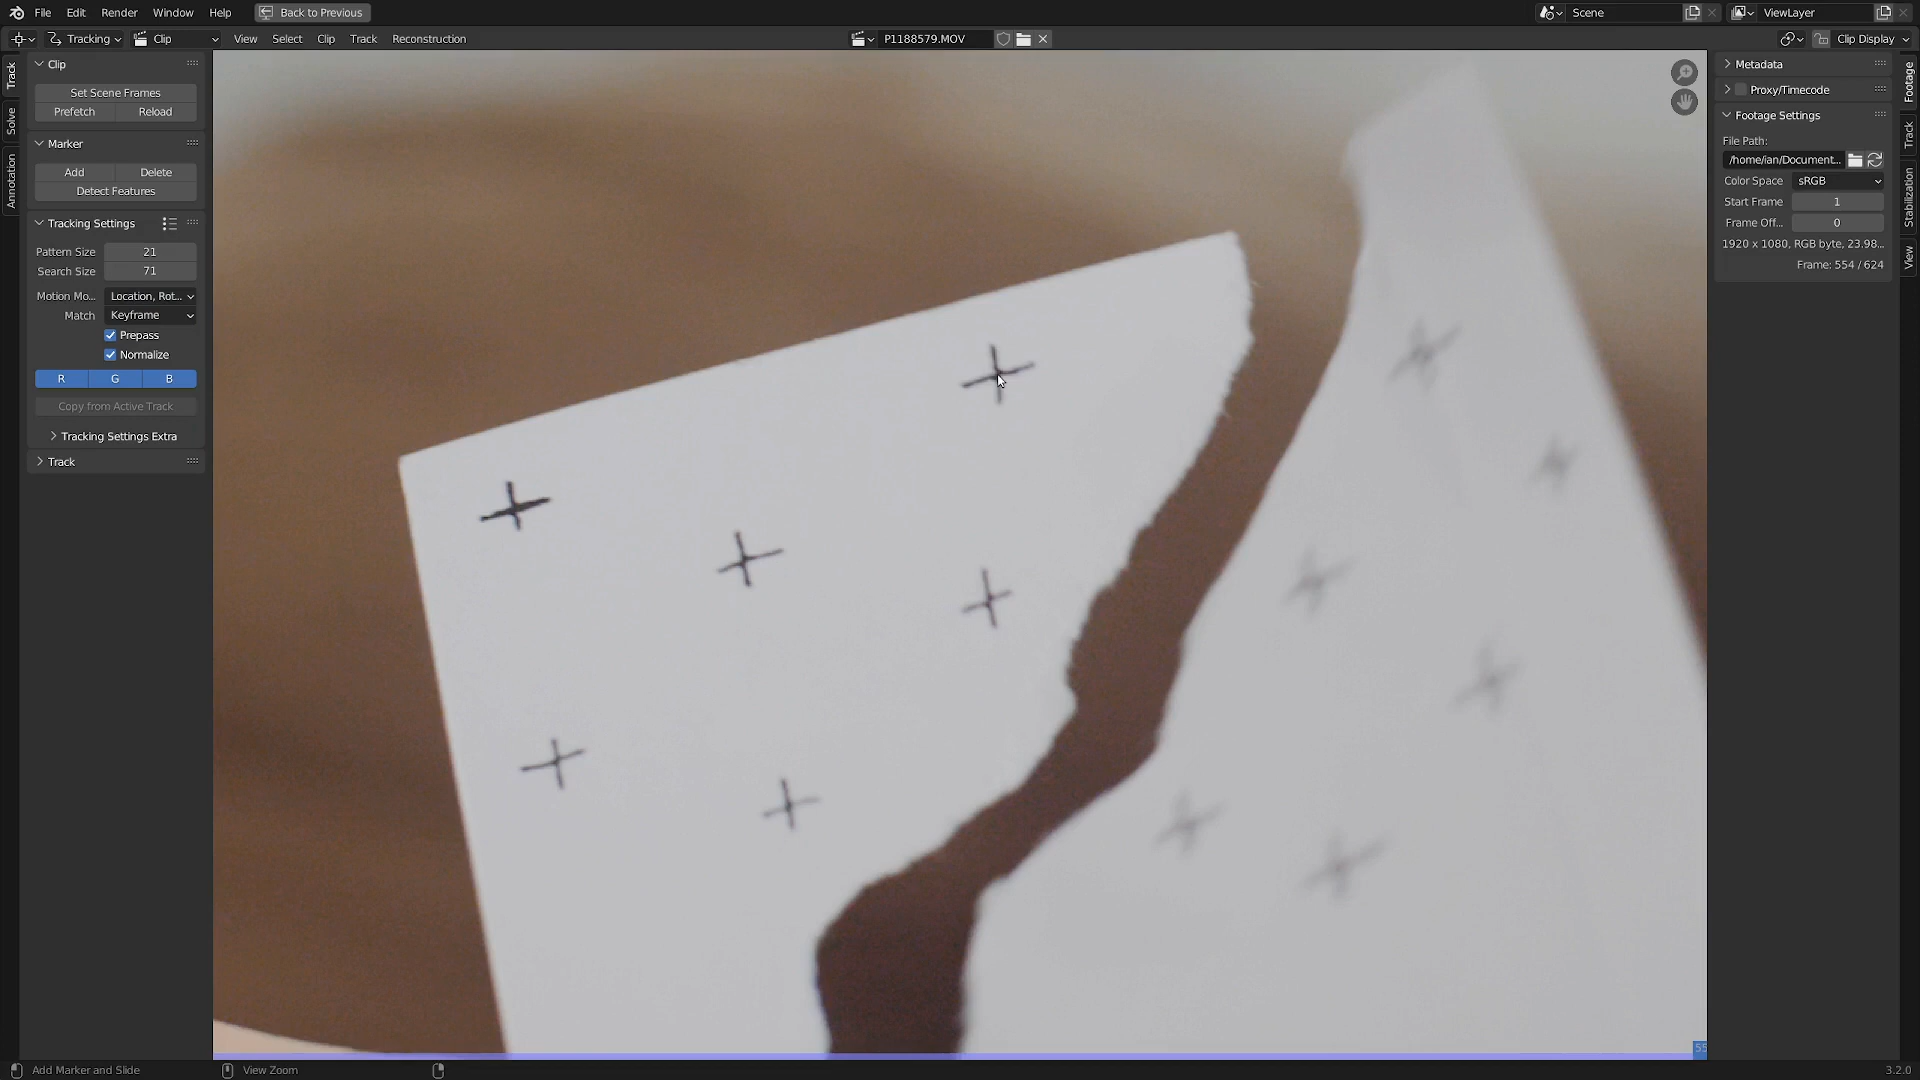 File Edit Render Window Help Back to Previous Scene ViewLayer
Tracking Clip View Select Clip Track Reconstruction P1188579.MOV Clip Display
Track
Solve
Annotation
Clip
Set Scene Frames
Prefetch Reload
Marker
Add Delete
Detect Features
Tracking Settings
Pattern Size 21
Search Size 71
Motion Mo... Location, Rot...
Match Keyframe
Prepass
Normalize
R G B
Copy from Active Track
Tracking Settings Extra
Track
Metadata
Proxy/Timecode
Footage Settings
File Path:
/home/ian/Document...
Color Space sRGB
Start Frame 1
Frame Off... 0
1920 x 1080, RGB byte, 23.98...
Frame: 554 / 624
Footage
Track
Stabilization
View
55
Add Marker and Slide View Zoom 3.2.0